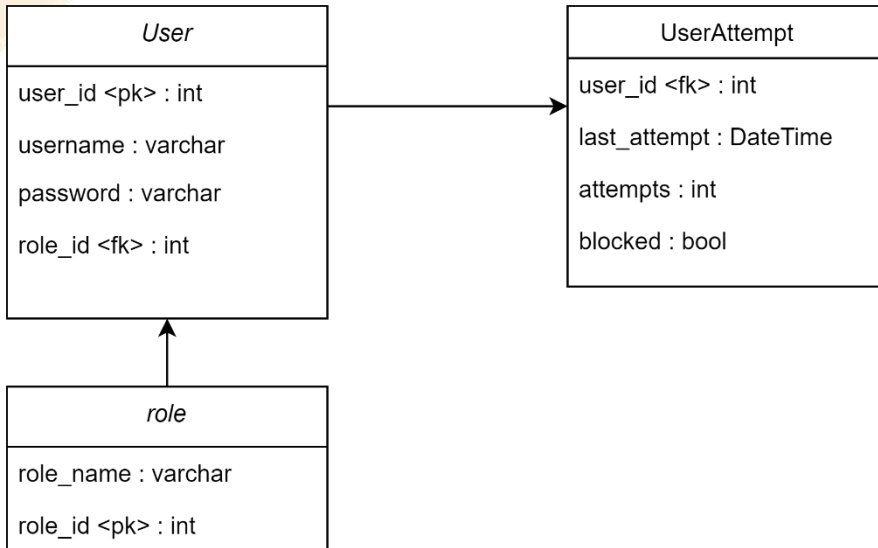 User
user_id <pk> : int
username : varchar
password : varchar
role_id <fk> : int
UserAttempt
user_id <fk> : int
last_attempt : DateTime
attempts : int
blocked : bool
role
role_name : varchar
role_id <pk> : int